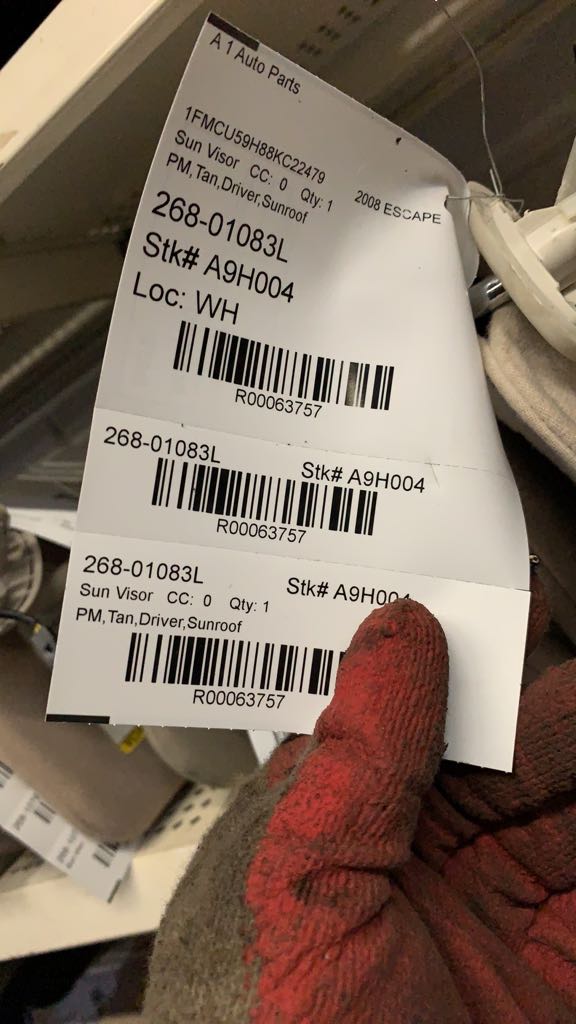 A 1 Auto Parts
1FMCU59H88KC22479
Sun Visor CC: 0 Qty: 1 2008 ESCAPE
PM,Tan,Driver,Sunroof
268-01083L
Stk# A9H004
Loc: WH
R00063757
268-01083L Stk# A9H004
R00063757
268-01083L Stk# A9H004
Sun Visor CC: 0 Qty: 1
PM,Tan,Driver,Sunroof
R00063757